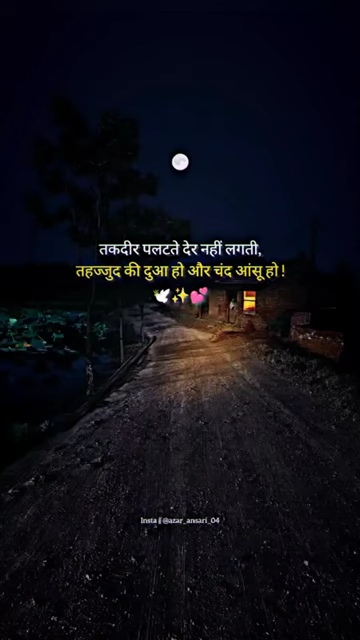 तकदीर पलटते देर नहीं लगती,
तहज्जुद की दुआ हो और चंद आंसू हो !
🕊️✨💕
Insta || @azar_ansari_04